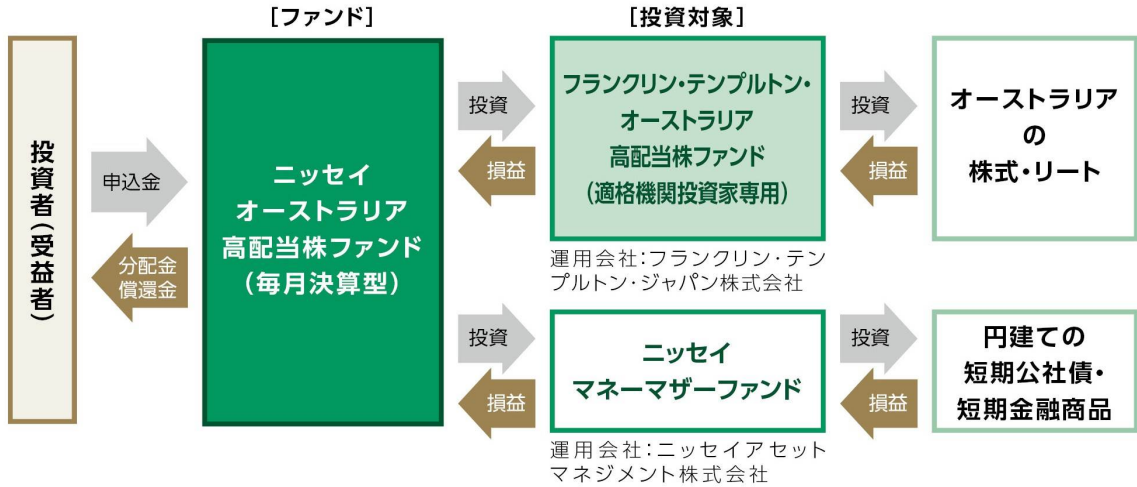 [ファンド]
[投資対象]
投資者(受益者)
申込金
分配金
償還金
ニッセイ
オーストラリア
高配当株ファンド
(毎月決算型)
投資
損益
フランクリン・テンプルトン・
オーストラリア
高配当株ファンド
(適格機関投資家専用)
運用会社:フランクリン・テン
プルトン・ジャパン株式会社
投資
損益
オーストラリア
の
株式・リート
投資
損益
ニッセイ
マネーマザーファンド
運用会社:ニッセイアセット
マネジメント株式会社
投資
損益
円建ての
短期公社債・
短期金融商品